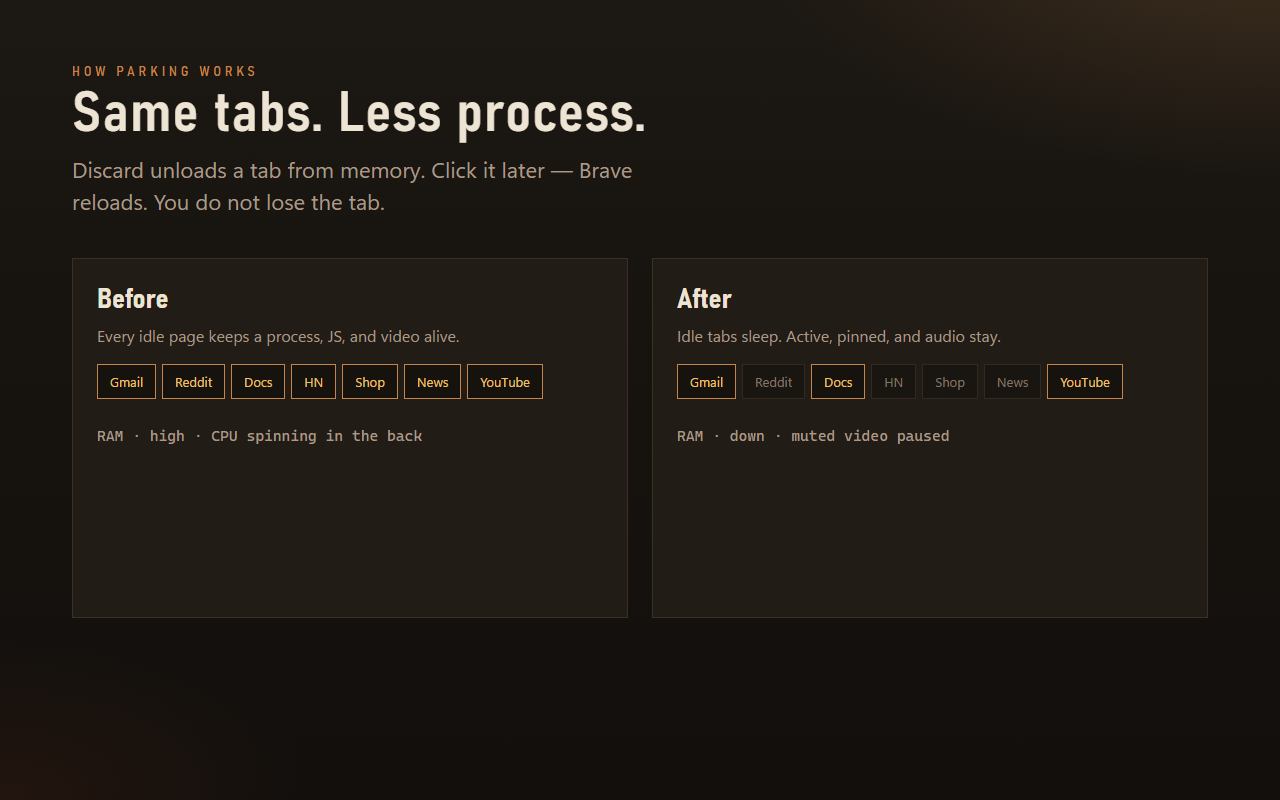 HOW PARKING WORKS
Same tabs. Less process.
Discard unloads a tab from memory. Click it later — Brave
reloads. You do not lose the tab.
Before
Every idle page keeps a process, JS, and video alive.
Gmail Reddit Docs HN Shop News YouTube
RAM · high · CPU spinning in the back
After
Idle tabs sleep. Active, pinned, and audio stay.
Gmail Reddit Docs HN Shop News YouTube
RAM · down · muted video paused